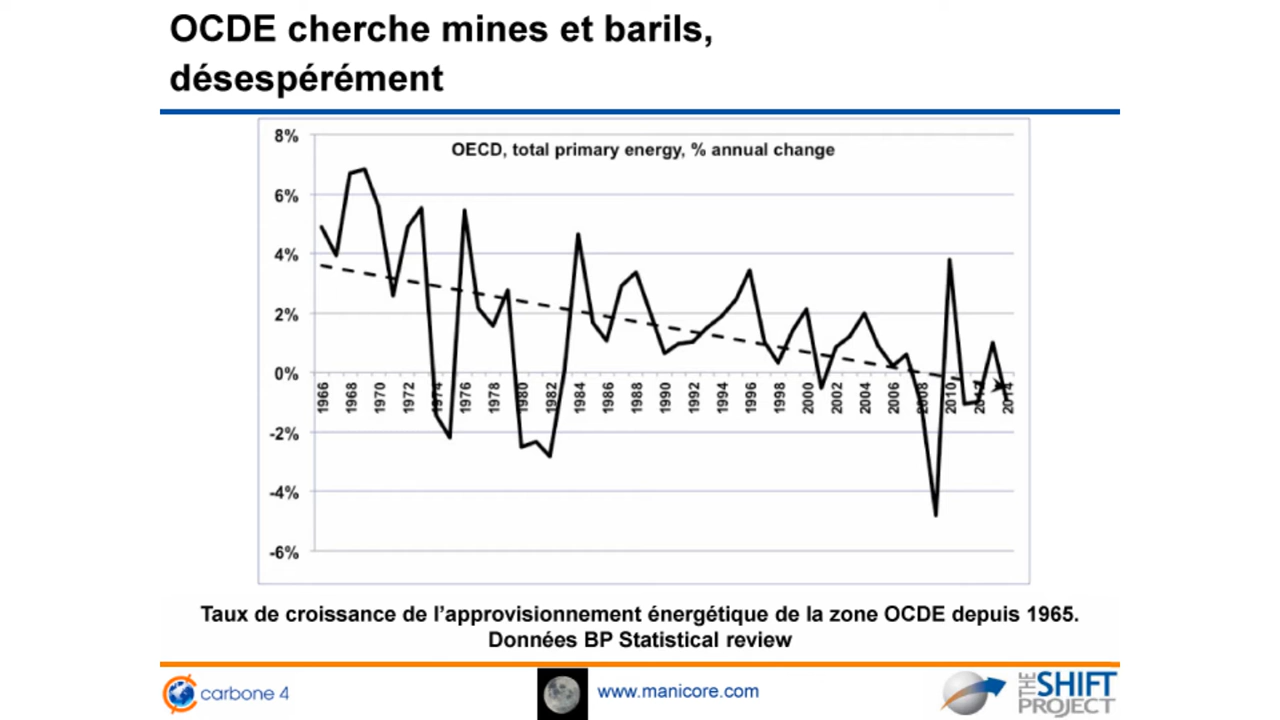 OCDE cherche mines et barils,
désespérément
OECD, total primary energy, % annual change
8%
6%
4%
2%
0%
-2%
-4%
-6%
1966 1968 1970 1972 1974 1976 1978 1980 1982 1984 1986 1988 1990 1992 1994 1996 1998 2000 2002 2004 2006 2008 2010 2012 2014
Taux de croissance de l’approvisionnement énergétique de la zone OCDE depuis 1965.
Données BP Statistical review
carbone 4
www.manicore.com
THE SHIFT
PROJECT